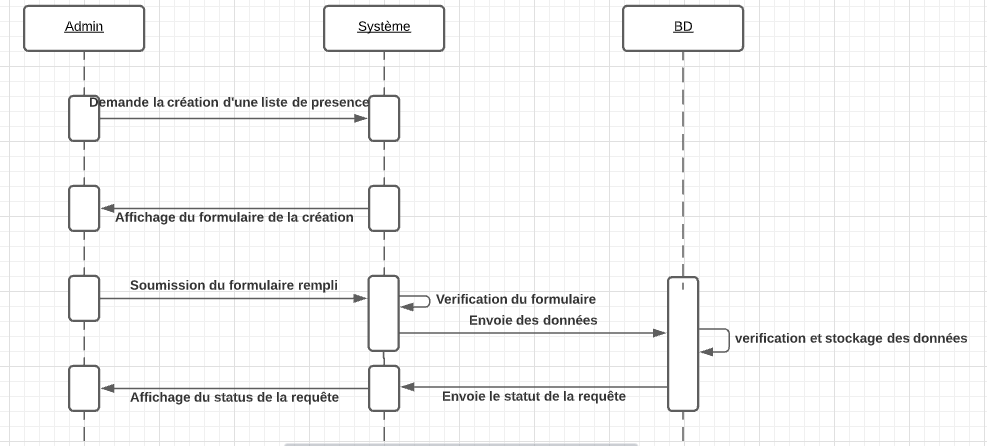 Admin
Système
BD
Demande la création d'une liste de presence
Affichage du formulaire de la création
Soumission du formulaire rempli
Verification du formulaire
Envoie des données
verification et stockage des données
Affichage du status de la requête
Envoie le statut de la requête